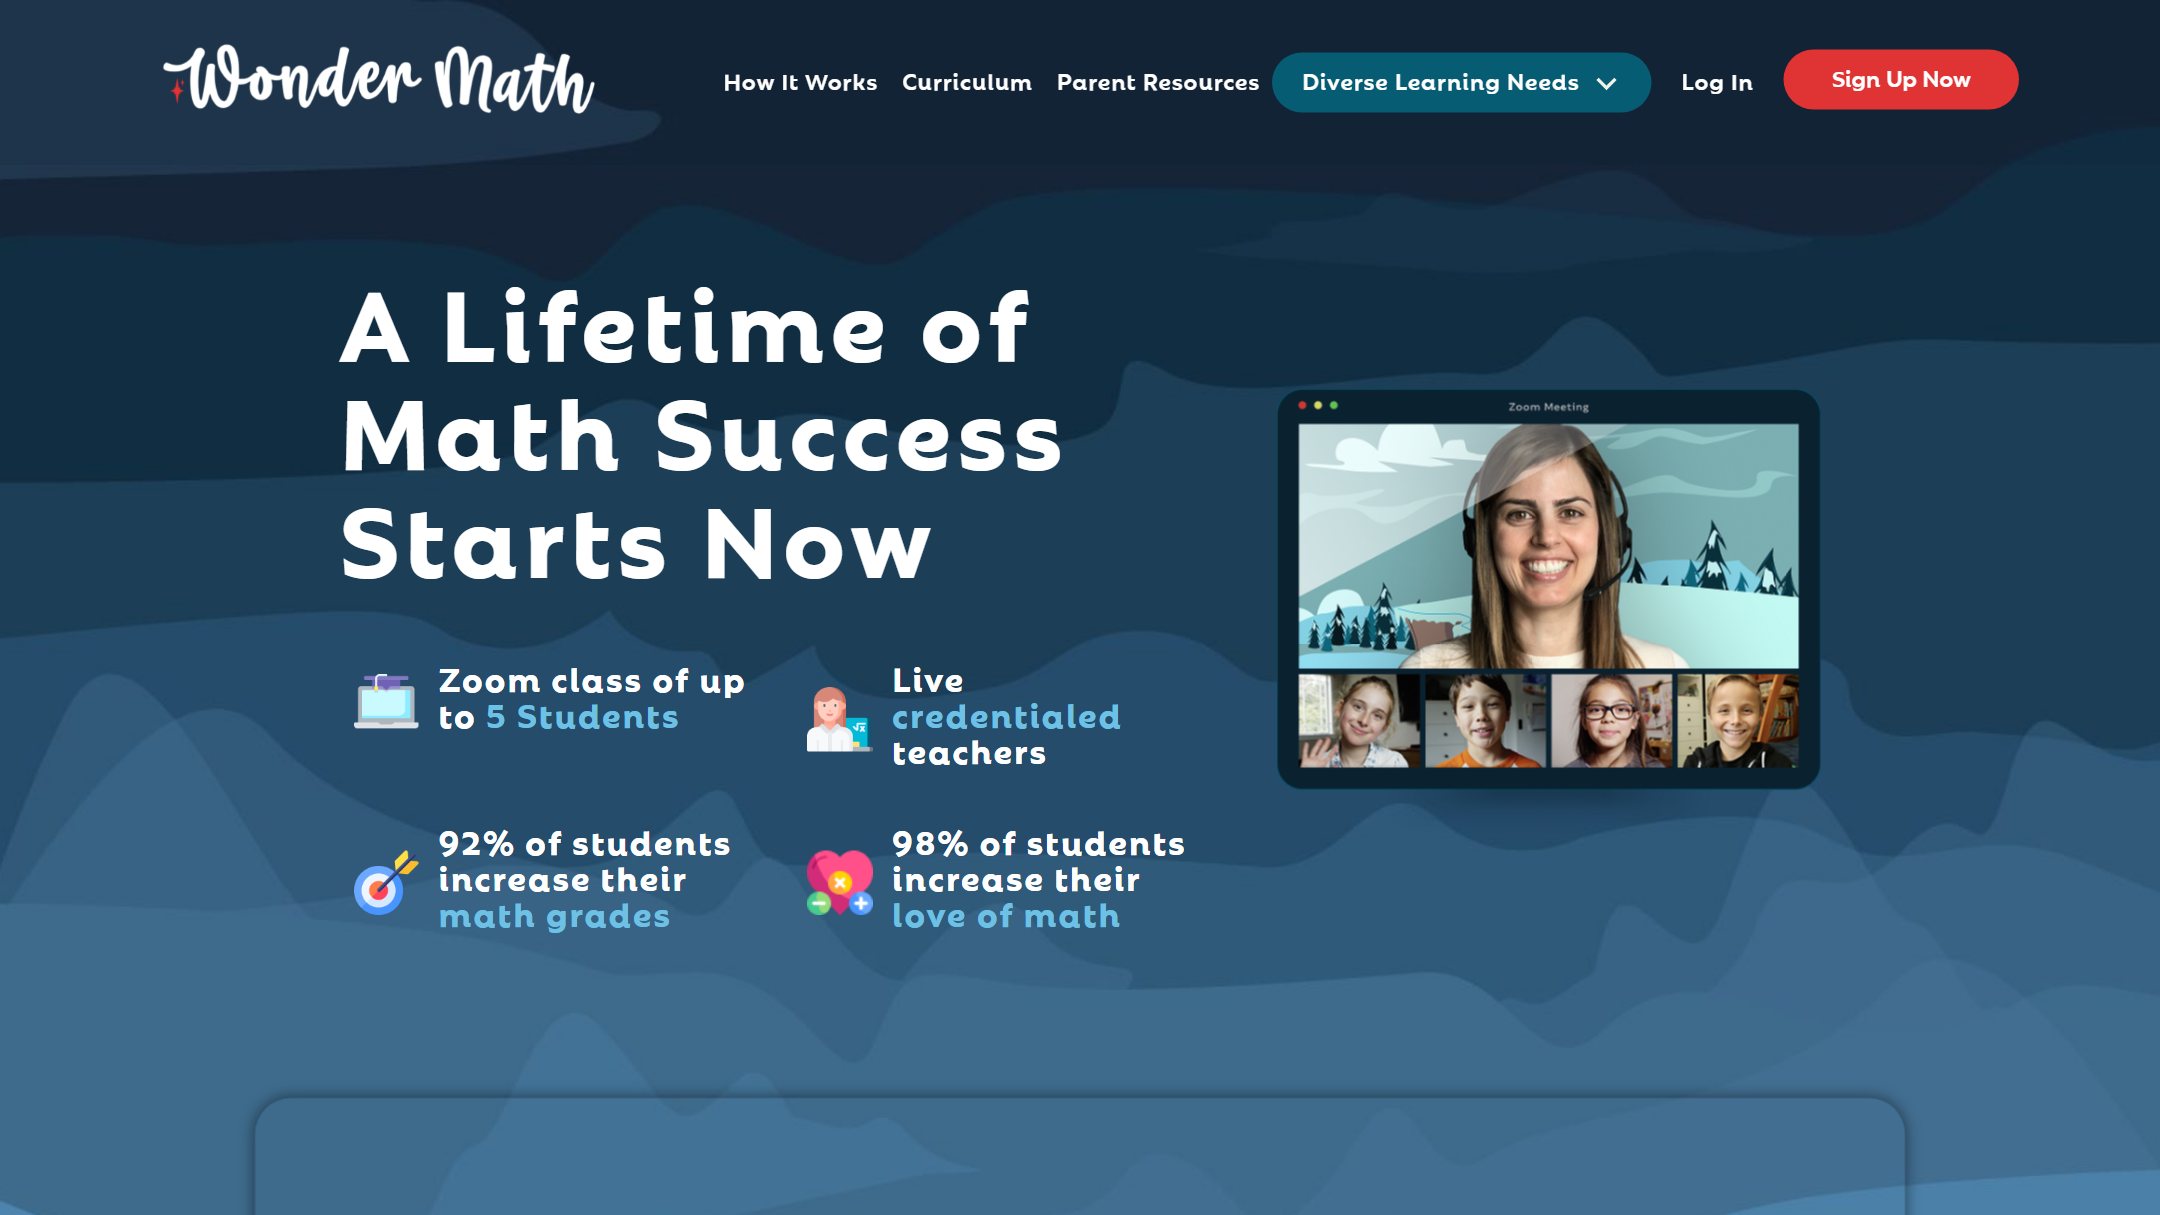 Wonder Math
How It Works
Curriculum
Parent Resources
Diverse Learning Needs
Log In
Sign Up Now
A Lifetime of
Math Success
Starts Now
Zoom Meeting
Zoom class of up
to 5 Students
Live
credentialed
teachers
92% of students
increase their
math grades
98% of students
increase their
love of math